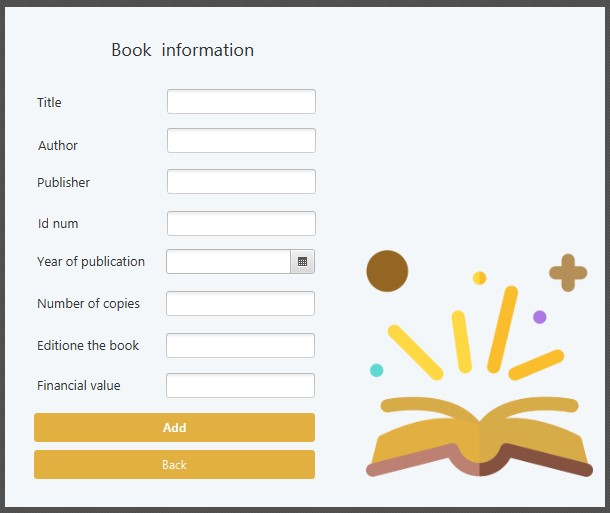 Book information
Title
Author
Publisher
Id num
Year of publication
Number of copies
Editione the book
Financial value
Add
Back